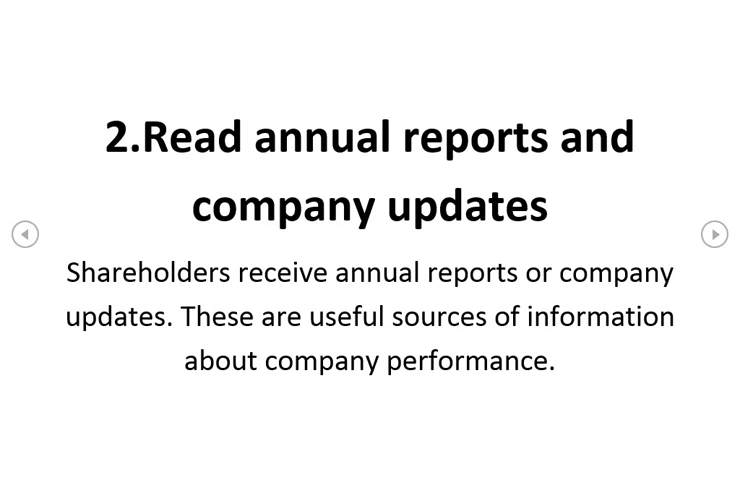 2.Read annual reports and
company updates
Shareholders receive annual reports or company
updates. These are useful sources of information
about company performance.